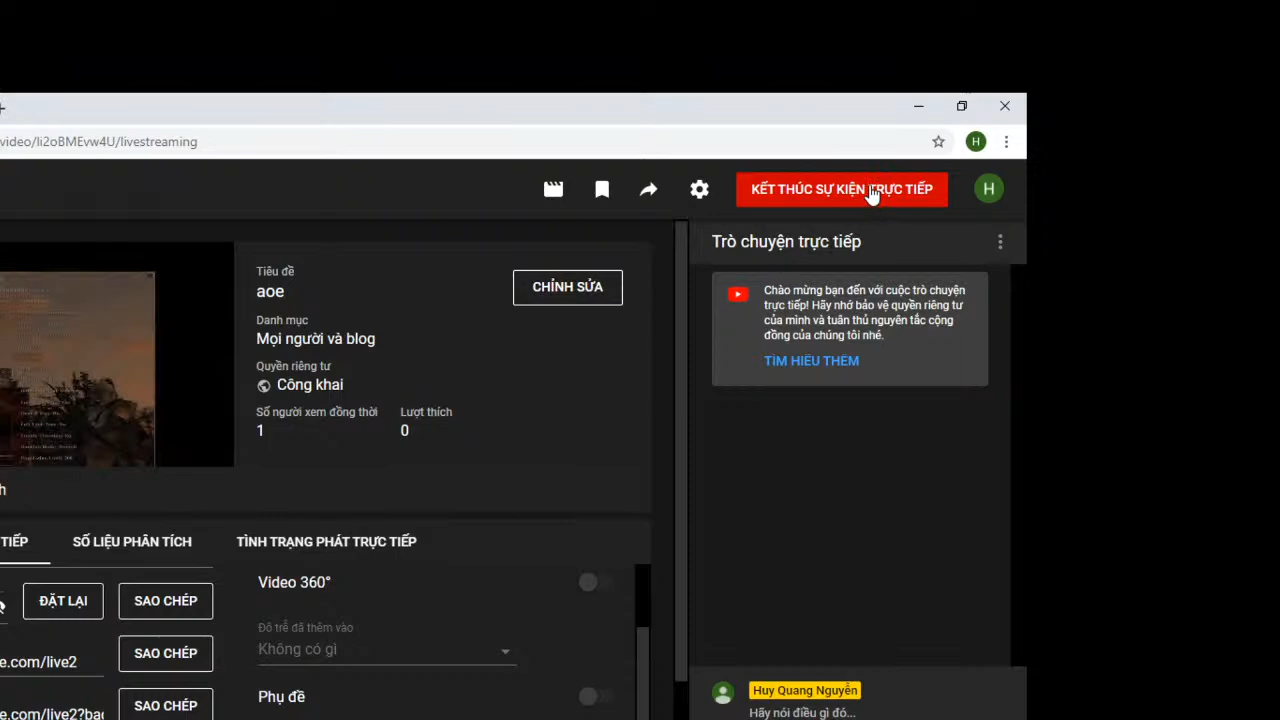 video/li2oBMEvw4U/livestreaming
H
KẾT THÚC SỰ KIỆN TRỰC TIẾP
H
Trò chuyện trực tiếp
Tiêu đề
aoe
CHỈNH SỬA
Danh mục
Mọi người và blog
Quyền riêng tư
Công khai
Số người xem đồng thời
Lượt thích
1
0
Chào mừng bạn đến với cuộc trò chuyện
trực tiếp! Hãy nhớ bảo vệ quyền riêng tư
của mình và tuân thủ nguyên tắc cộng
đồng của chúng tôi nhé.
TÌM HIỂU THÊM
h
TIẾP
SỐ LIỆU PHÂN TÍCH
TÌNH TRẠNG PHÁT TRỰC TIẾP
ĐẶT LẠI
SAO CHÉP
e.com/live2
SAO CHÉP
e.com/live2?bac
SAO CHÉP
Video 360°
Độ trễ đã thêm vào
Không có gì
Phụ đề
Huy Quang Nguyễn
Hãy nói điều gì đó...